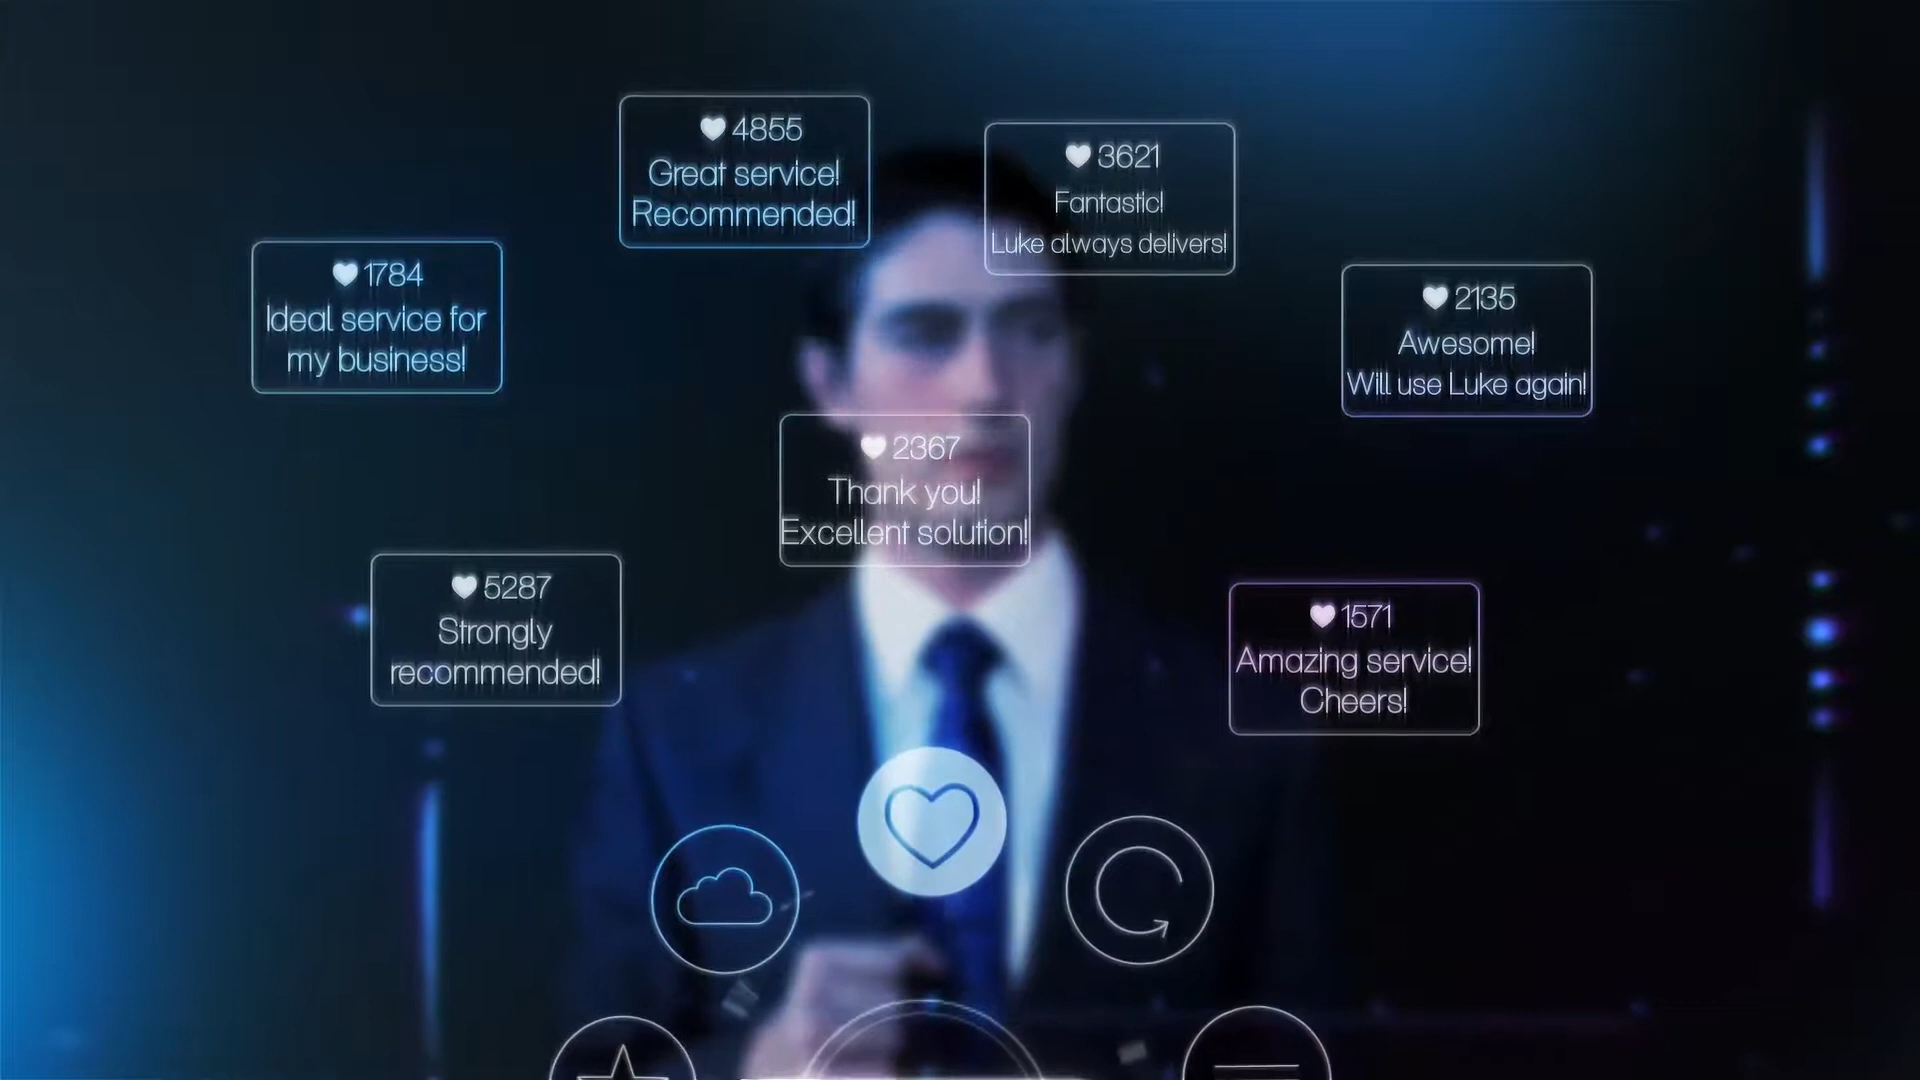 4855
Great service!
Recommended!
3621
Fantastic!
Luke always delivers!
1784
Ideal service for
my business!
2135
Awesome!
Will use Luke again!
2367
Thank you!
Excellent solution!
5287
Strongly
recommended!
1571
Amazing service!
Cheers!